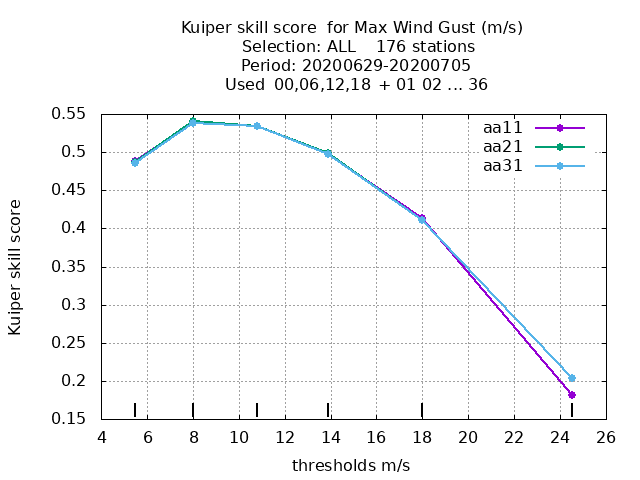 Kuiper skill score  for Max Wind Gust (m/s)
Selection: ALL    176 stations
Period: 20200629-20200705
Used  00,06,12,18  + 01 02 ... 36
aa11
aa21
aa31
Kuiper skill score
0.55
0.5
0.45
0.4
0.35
0.3
0.25
0.2
0.15
4 6 8 10 12 14 16 18 20 22 24 26
thresholds m/s